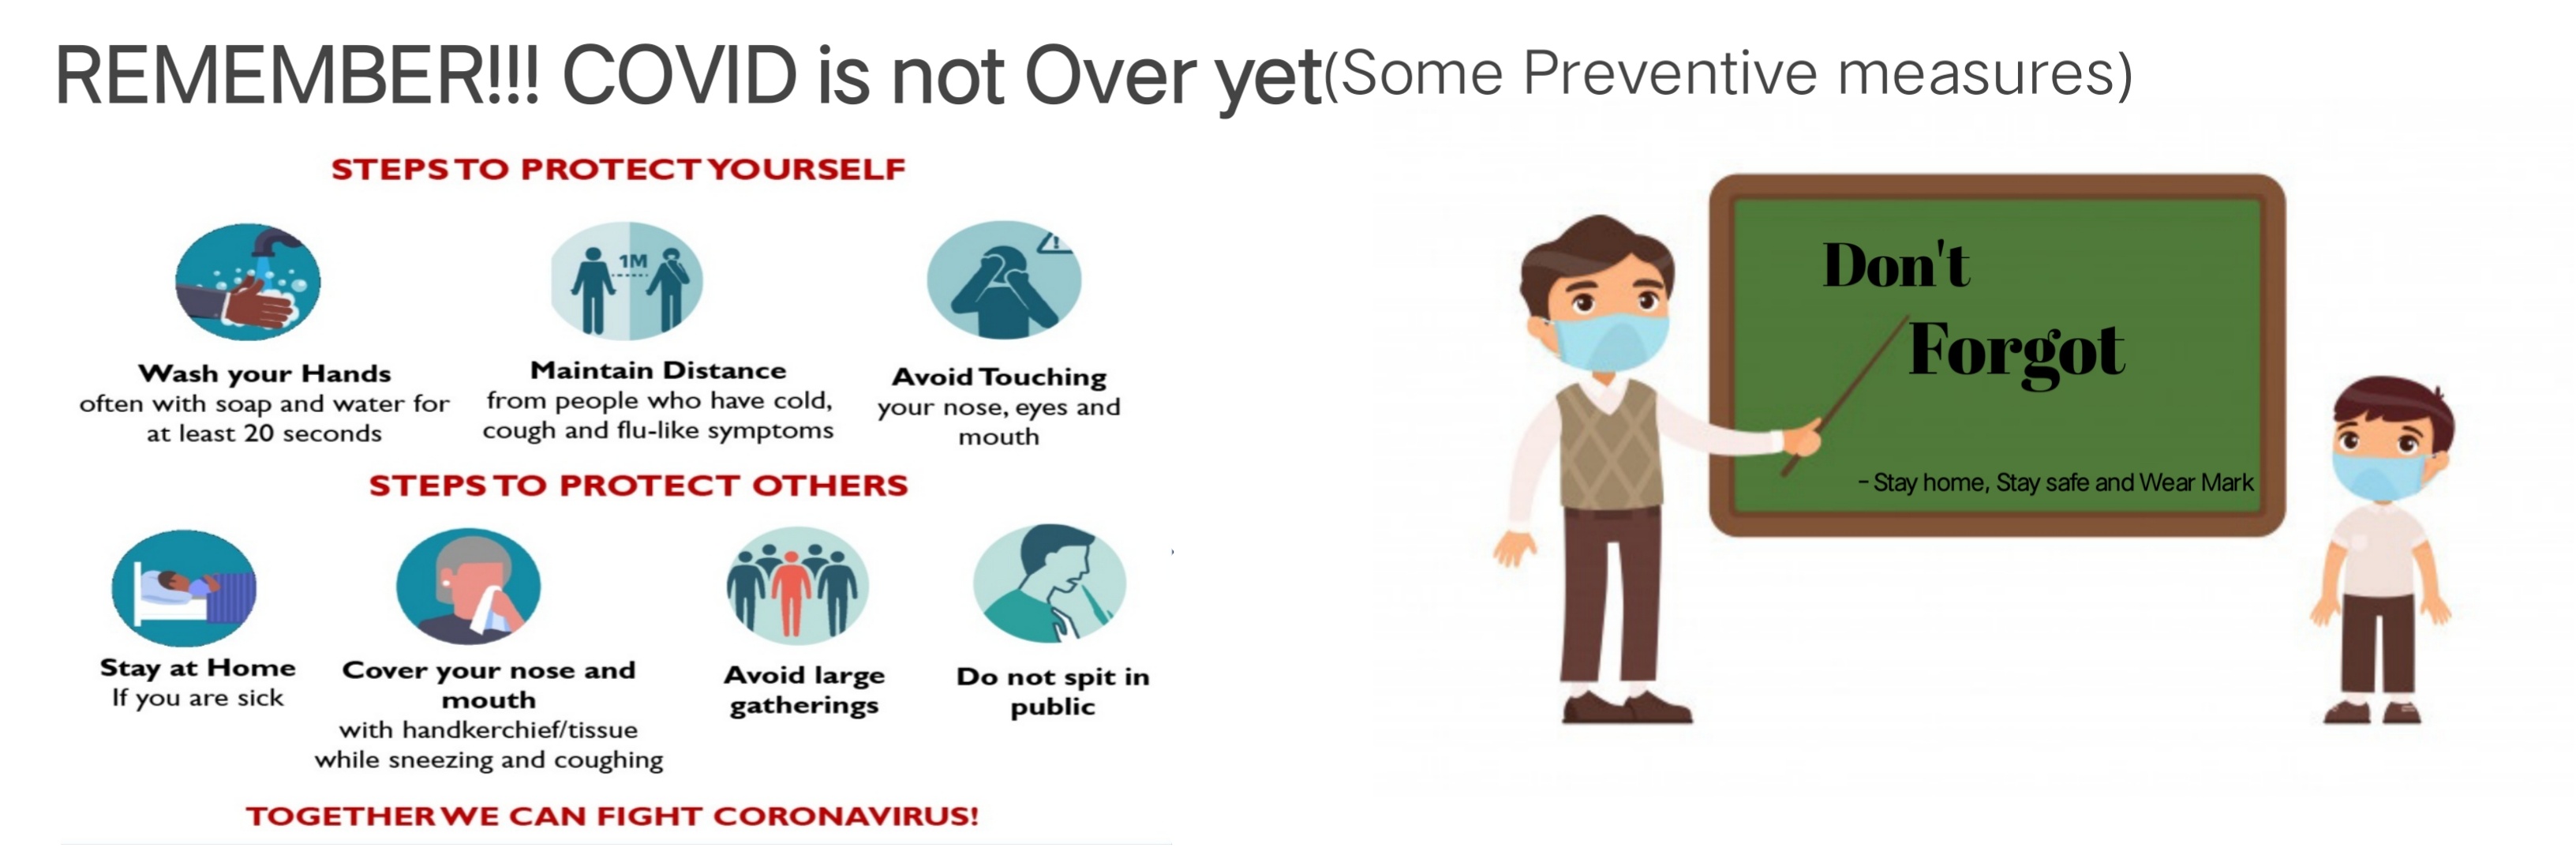 REMEMBER!!! COVID is not Over yet(Some Preventive measures)
STEPS TO PROTECT YOURSELF
1M
!
Wash your Hands
often with soap and water for
at least 20 seconds
Maintain Distance
from people who have cold,
cough and flu-like symptoms
Avoid Touching
your nose, eyes and
mouth
STEPS TO PROTECT OTHERS
Stay at Home
If you are sick
Cover your nose and
mouth
with handkerchief/tissue
while sneezing and coughing
Avoid large
gatherings
Do not spit in
public
TOGETHER WE CAN FIGHT CORONAVIRUS!
Don't
Forgot
- Stay home, Stay safe and Wear Mark